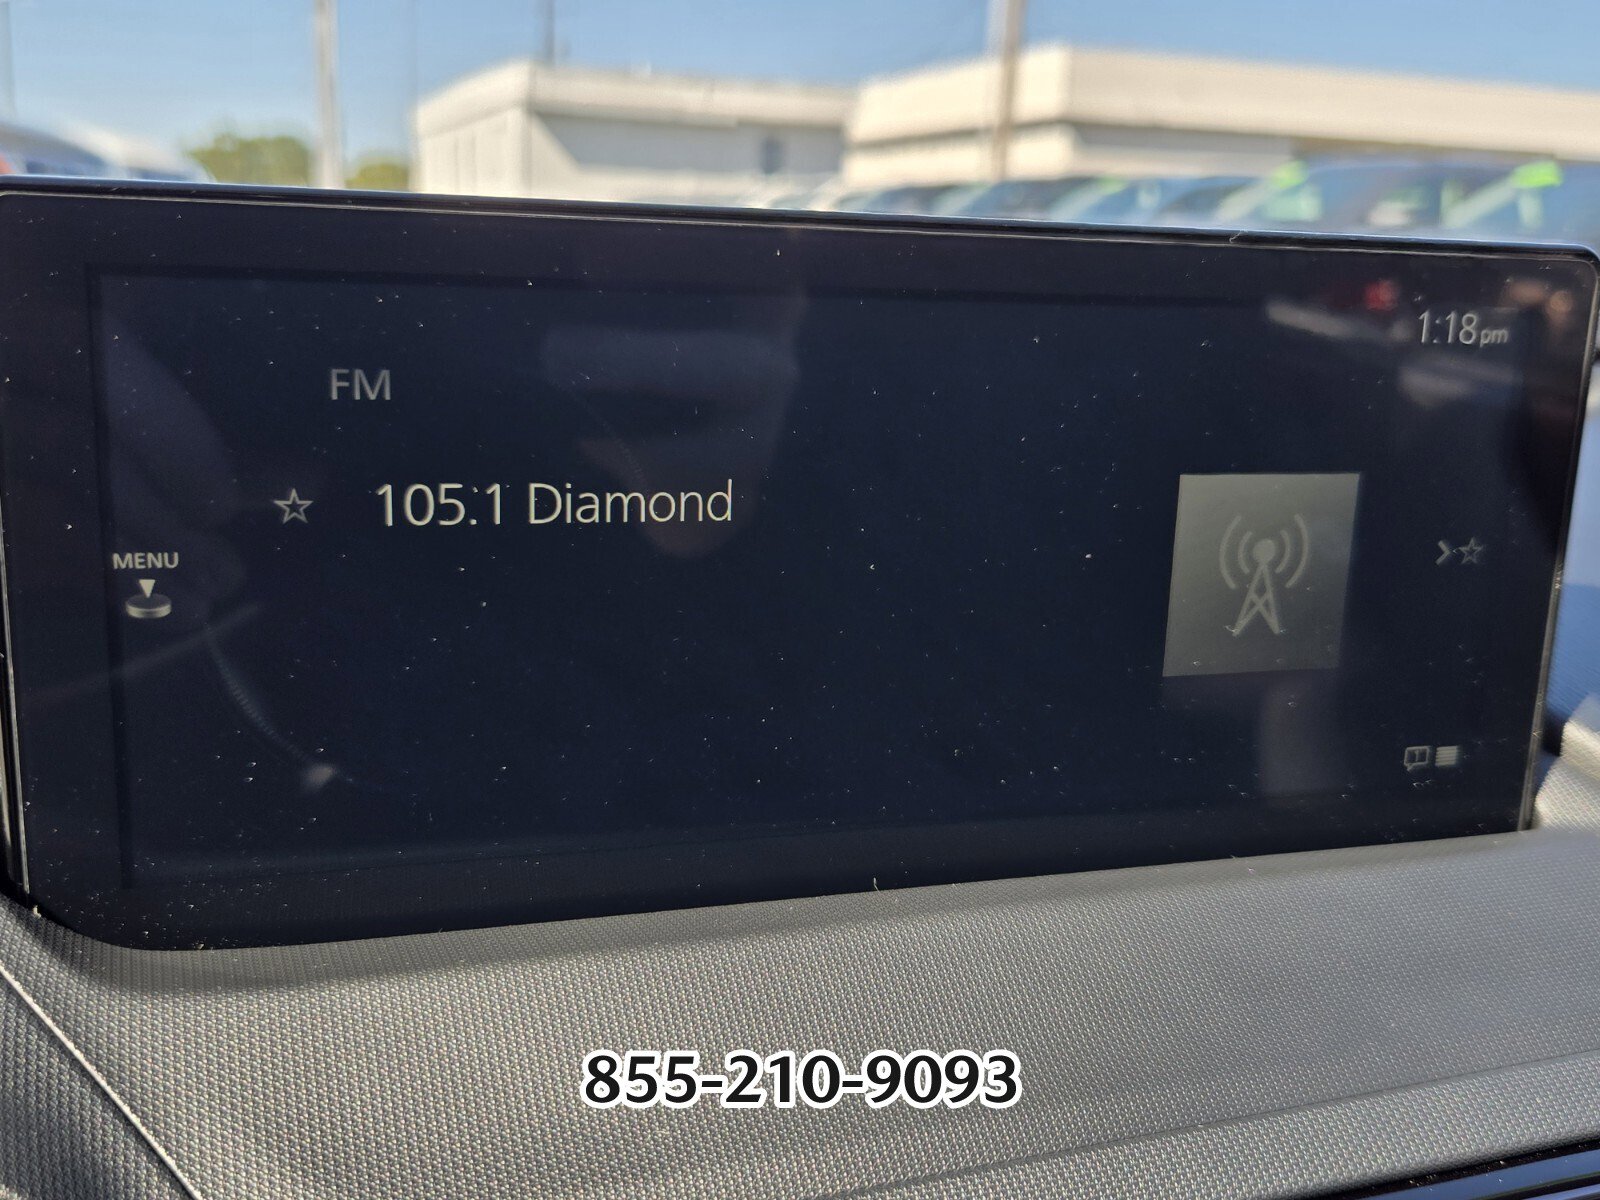 1:18pm
FM
105.1 Diamond
MENU
855-210-9093